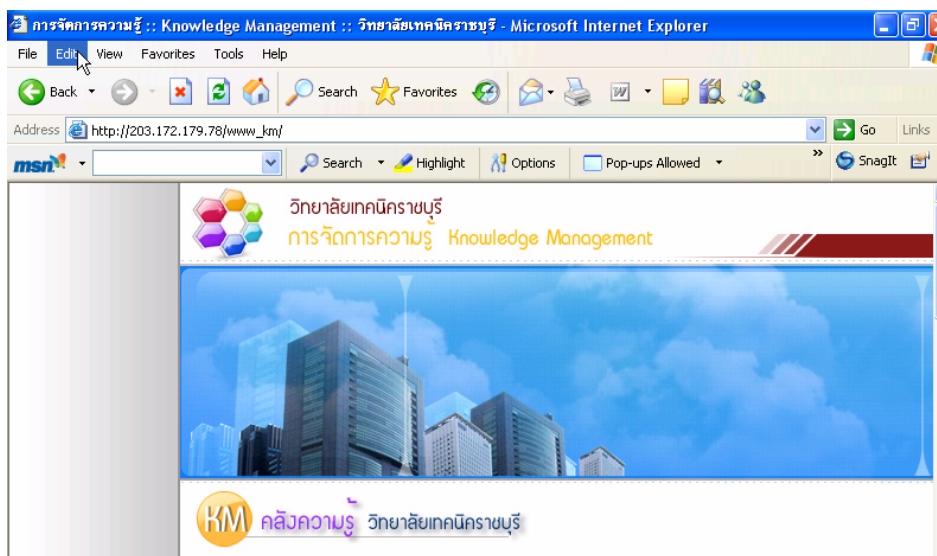 การจัดการความรู้ :: Knowledge Management :: วิทยาลัยเทคนิคราชบุรี - Microsoft Internet Explorer
File Edit View Favorites Tools Help
Back Search Favorites
Address http://203.172.179.78/www_km/ Go Links
msn Search Highlight Options Pop-ups Allowed » SnagIt
วิทยาลัยเทคนิคราชบุรี
การจัดการความรู้ Knowledge Management
KM คลังความรู้ วิทยาลัยเทคนิคราชบุรี